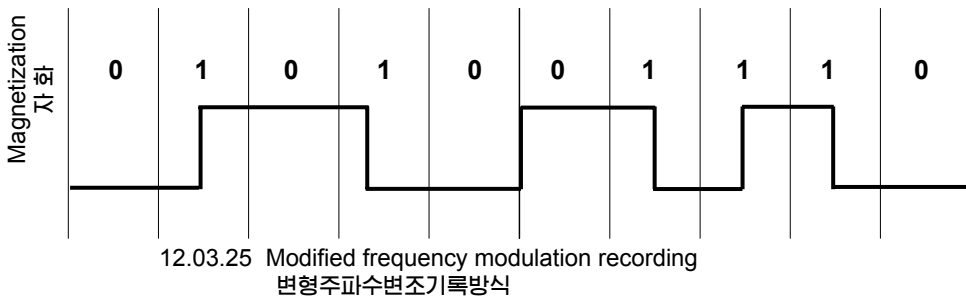 Magnetization
자 화
0 1 0 1 0 0 1 1 1 0
12.03.25 Modified frequency modulation recording
변형주파수변조기록방식